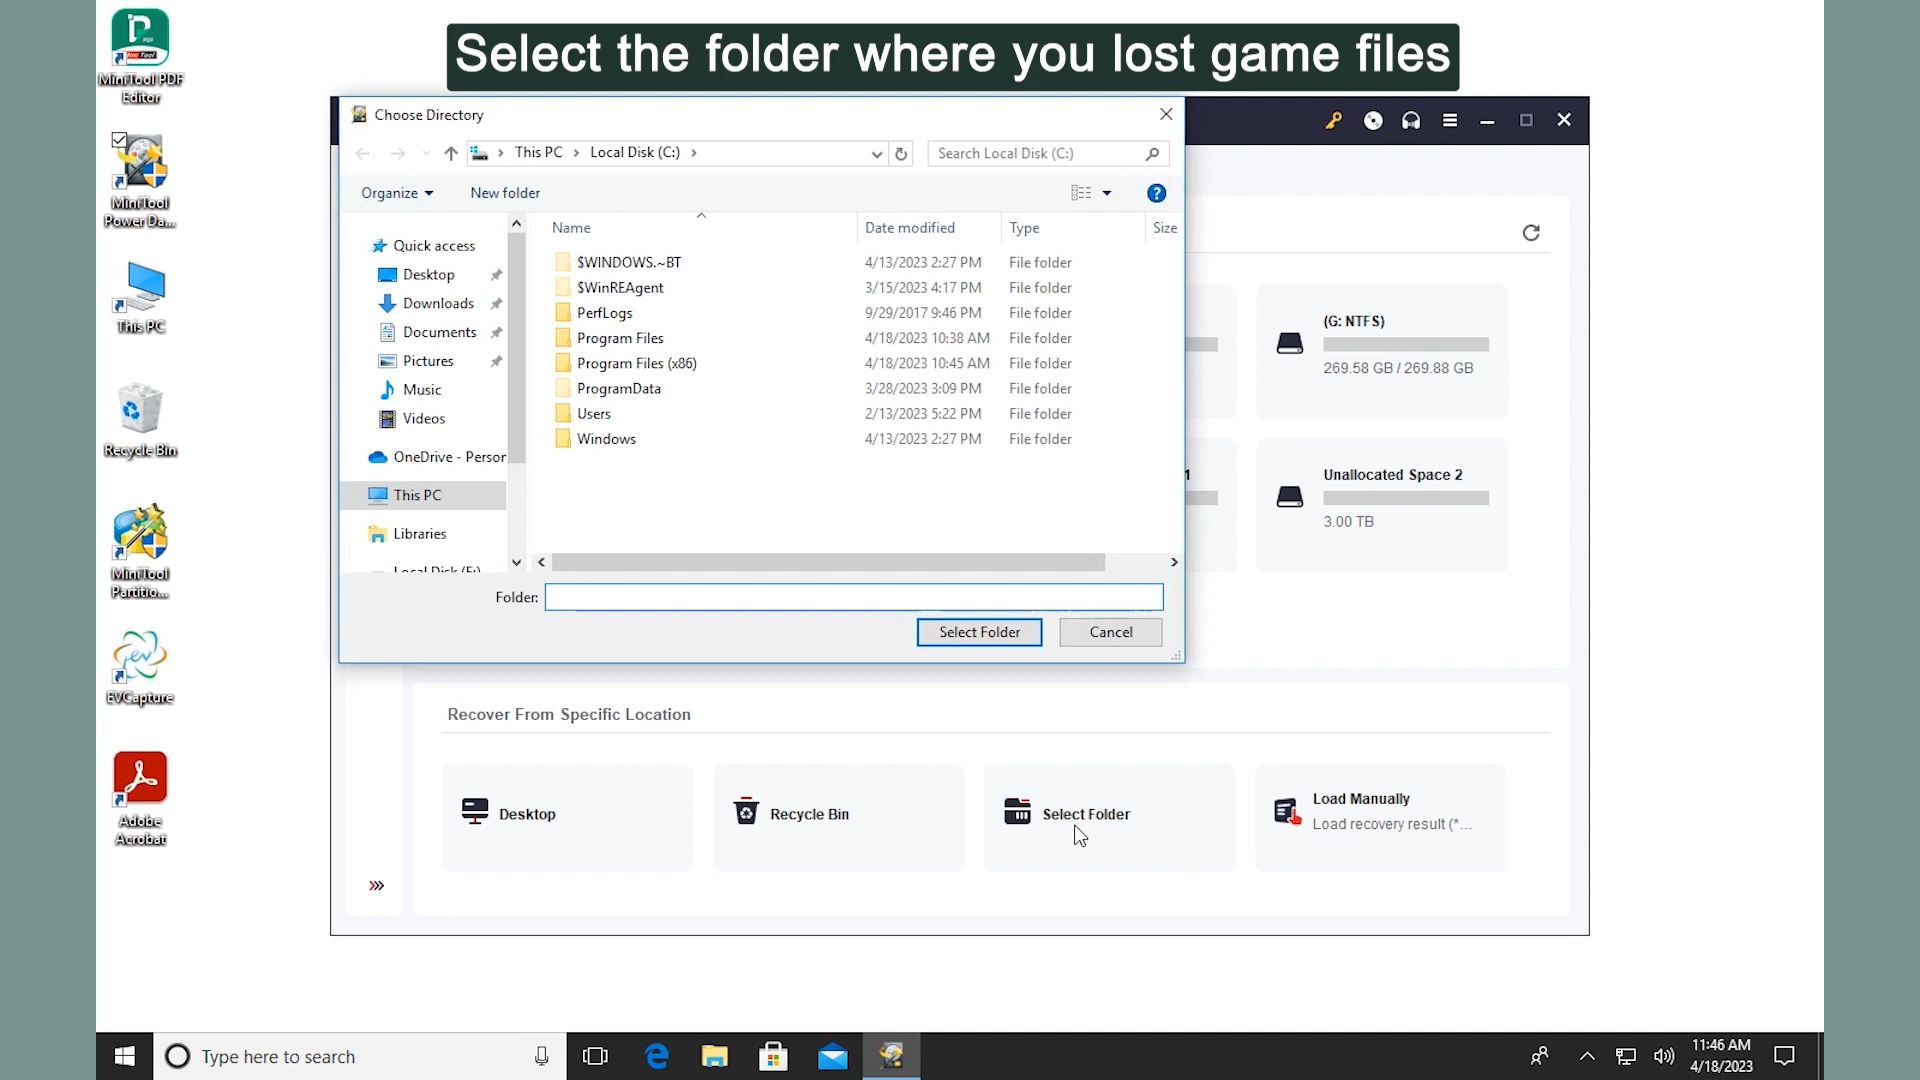 Select the folder where you lost game files
MiniTool PDF
Editor
MiniTool
Power Da...
This PC
Recycle Bin
MiniTool
Partitio...
EVCapture
Adobe
Acrobat
Choose Directory
This PC
Local Disk (C:)
Search Local Disk (C:)
Organize
New folder
Quick access
Desktop
Downloads
Documents
Pictures
Music
Videos
OneDrive - Person
This PC
Libraries
Local Disk (E:)
Name Date modified Type Size
$WINDOWS.~BT 4/13/2023 2:27 PM File folder
$WinREAgent 3/15/2023 4:17 PM File folder
PerfLogs 9/29/2017 9:46 PM File folder
Program Files 4/18/2023 10:38 AM File folder
Program Files (x86) 4/18/2023 10:45 AM File folder
ProgramData 3/28/2023 3:09 PM File folder
Users 2/13/2023 5:22 PM File folder
Windows 4/13/2023 2:27 PM File folder
Folder:
Select Folder
Cancel
(G: NTFS)
269.58 GB / 269.88 GB
1
Unallocated Space 2
3.00 TB
Recover From Specific Location
Desktop
Recycle Bin
Select Folder
Load Manually
Load recovery result (*...
Type here to search
11:46 AM
4/18/2023